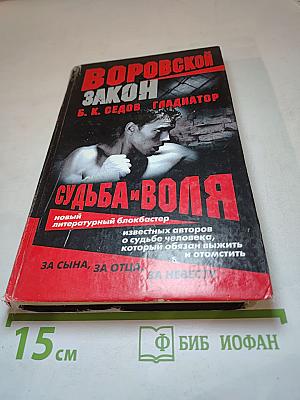 ВОРОВСКОЙ
ЗАКОН
Б. К. СЕДОВ ГЛАДИАТОР
СУДЬБА И ВОЛЯ
новый
литературный блокбастер
известных авторов
о судьбе человека,
который обязан выжить
и отомстить
ЗА СЫНА, ЗА ОТЦА, ЗА НЕВЕСТУ
15 см
Ф БИБ ИОФАН